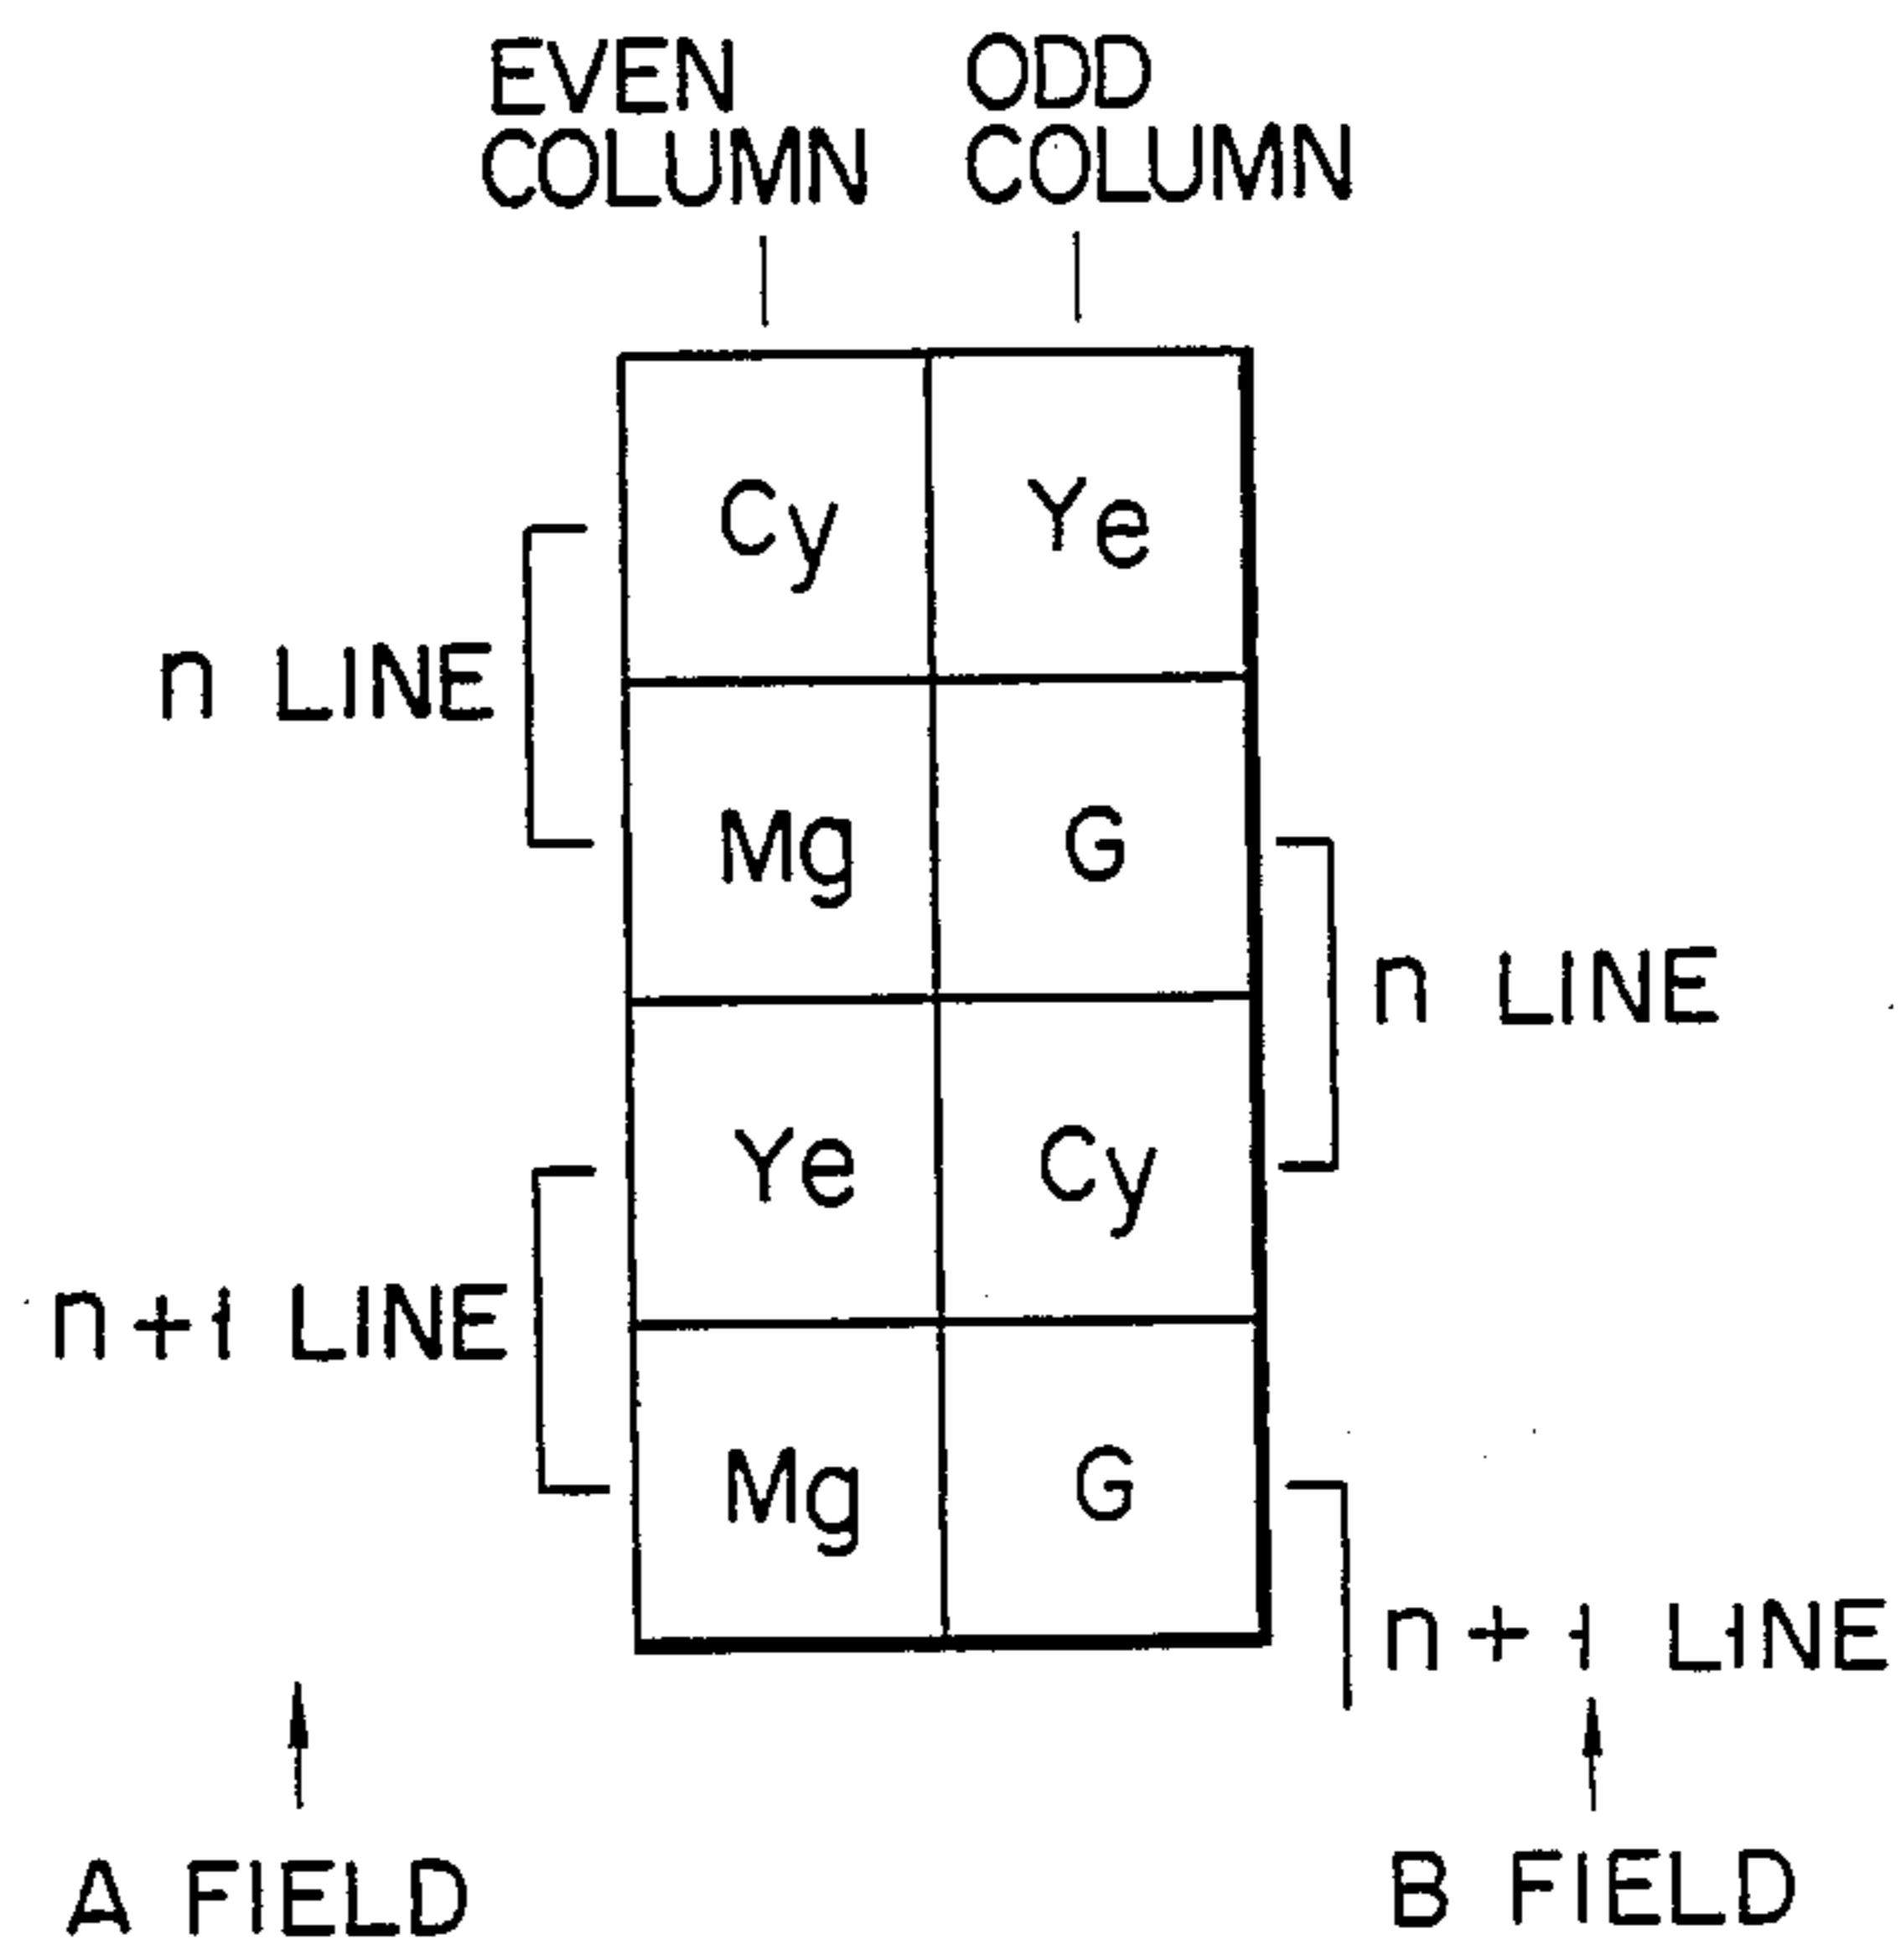 EVEN COLUMN
ODD COLUMN
Cy Ye
n LINE
Mg G
n LINE
Ye Cy
n+1 LINE
Mg G
n+1 LINE
A FIELD
B FIELD